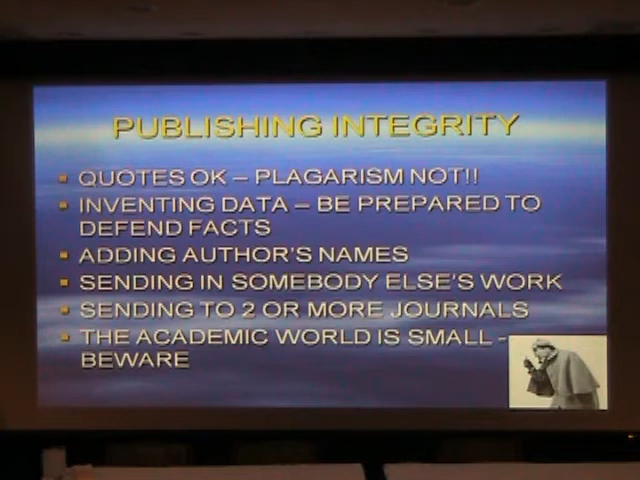 PUBLISHING INTEGRITY
QUOTES OK – PLAGARISM NOT!!
INVENTING DATA – BE PREPARED TO
DEFEND FACTS
ADDING AUTHOR'S NAMES
SENDING IN SOMEBODY ELSE'S WORK
SENDING TO 2 OR MORE JOURNALS
THE ACADEMIC WORLD IS SMALL -
BEWARE